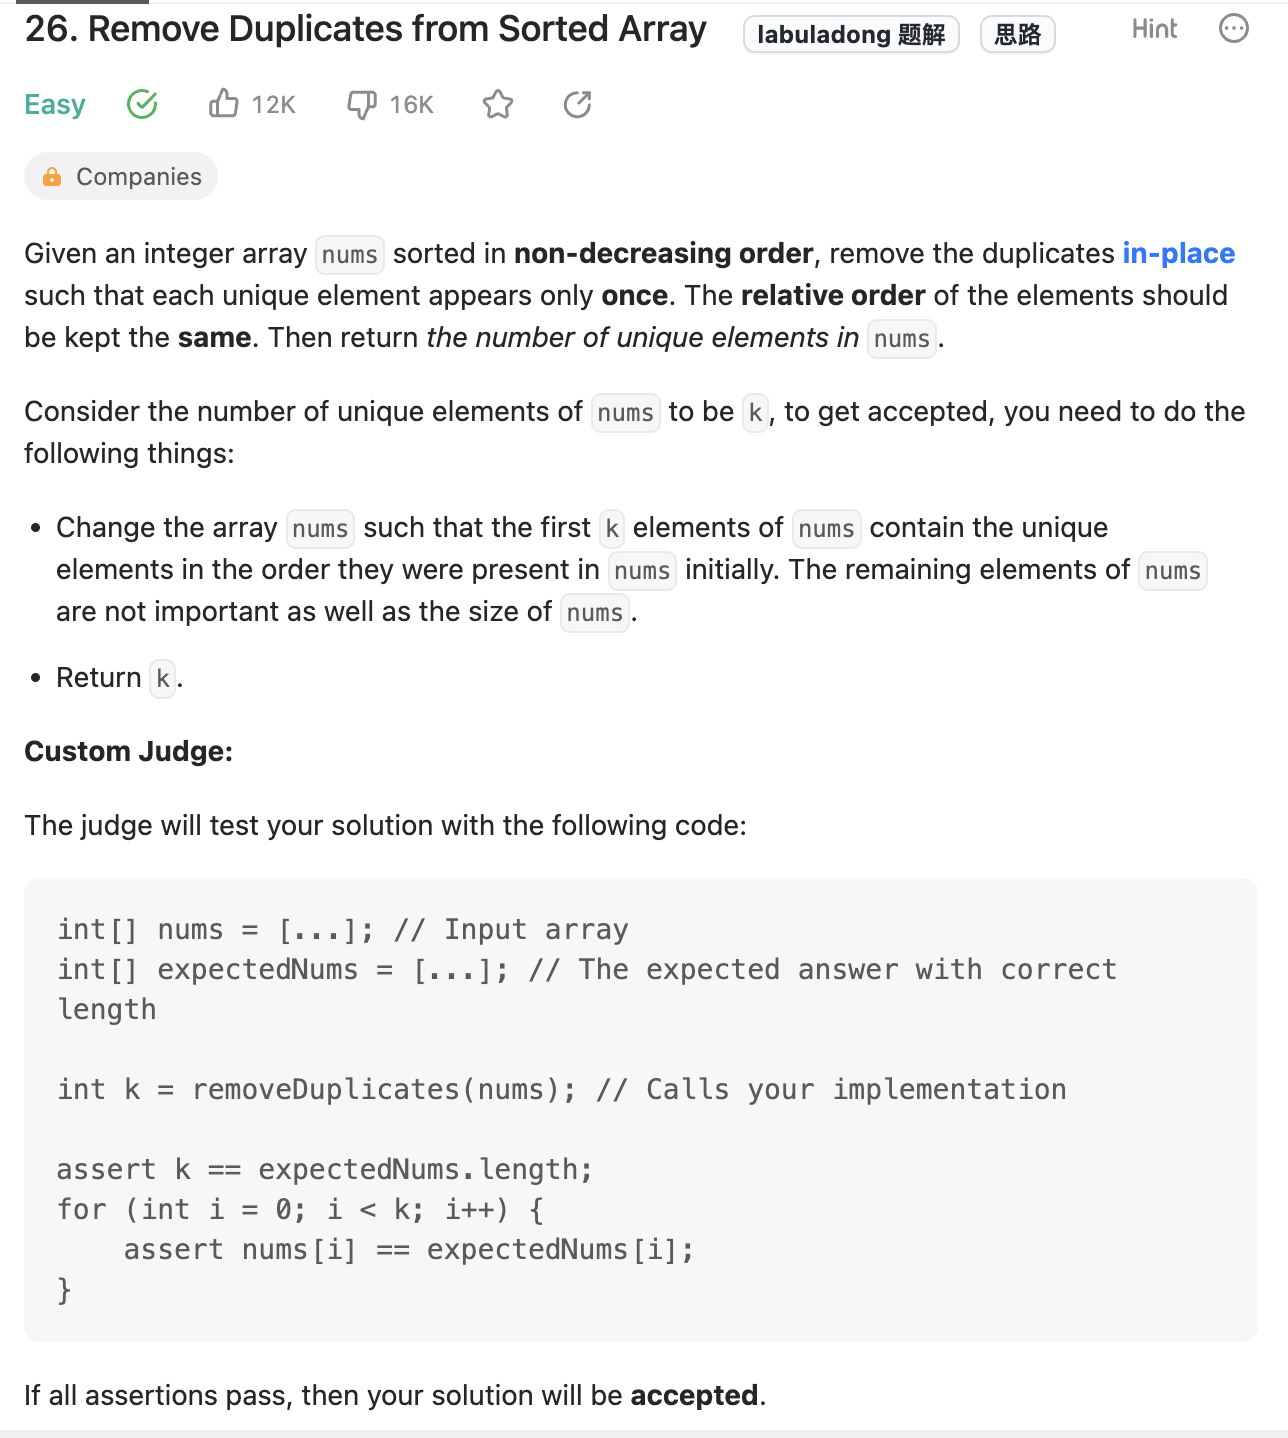 26. Remove Duplicates from Sorted Array
labuladong 题解
思路
Hint
Easy
12K
16K
Companies
Given an integer array nums sorted in non-decreasing order, remove the duplicates in-place
such that each unique element appears only once. The relative order of the elements should
be kept the same. Then return the number of unique elements in nums.
Consider the number of unique elements of nums to be k, to get accepted, you need to do the
following things:
• Change the array nums such that the first k elements of nums contain the unique
elements in the order they were present in nums initially. The remaining elements of nums
are not important as well as the size of nums.
• Return k.
Custom Judge:
The judge will test your solution with the following code:
int[] nums = [...]; // Input array
int[] expectedNums = [...]; // The expected answer with correct
length
int k = removeDuplicates(nums); // Calls your implementation
assert k == expectedNums.length;
for (int i = 0; i < k; i++) {
    assert nums[i] == expectedNums[i];
}
If all assertions pass, then your solution will be accepted.